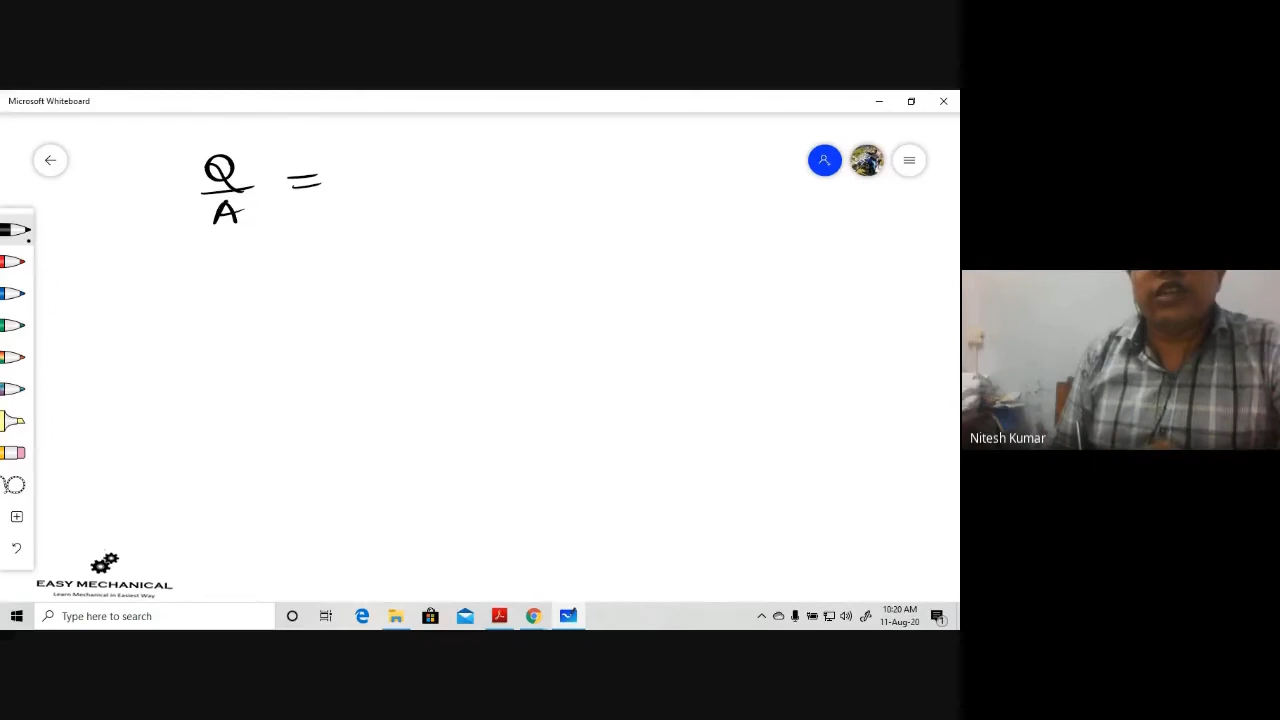 Microsoft Whiteboard
Q
A
=
Nitesh Kumar
EASY MECHANICAL
Learn Mechanical in Easiest Way
Type here to search
10:20 AM
11-Aug-20
1